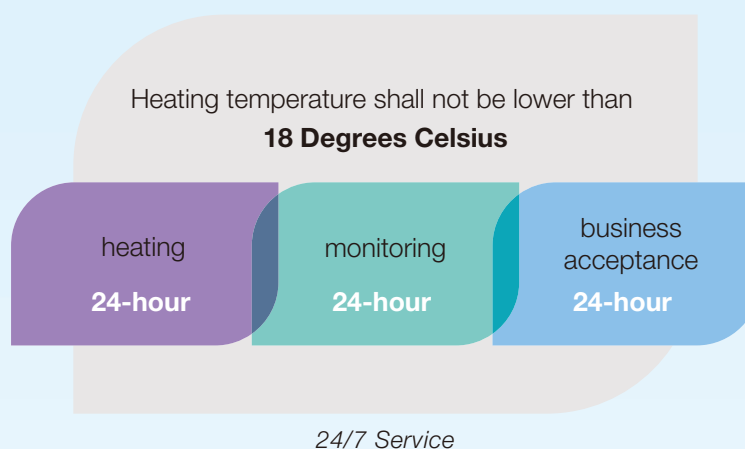 Heating temperature shall not be lower than
18 Degrees Celsius
heating
24-hour
monitoring
24-hour
business
acceptance
24-hour
24/7 Service